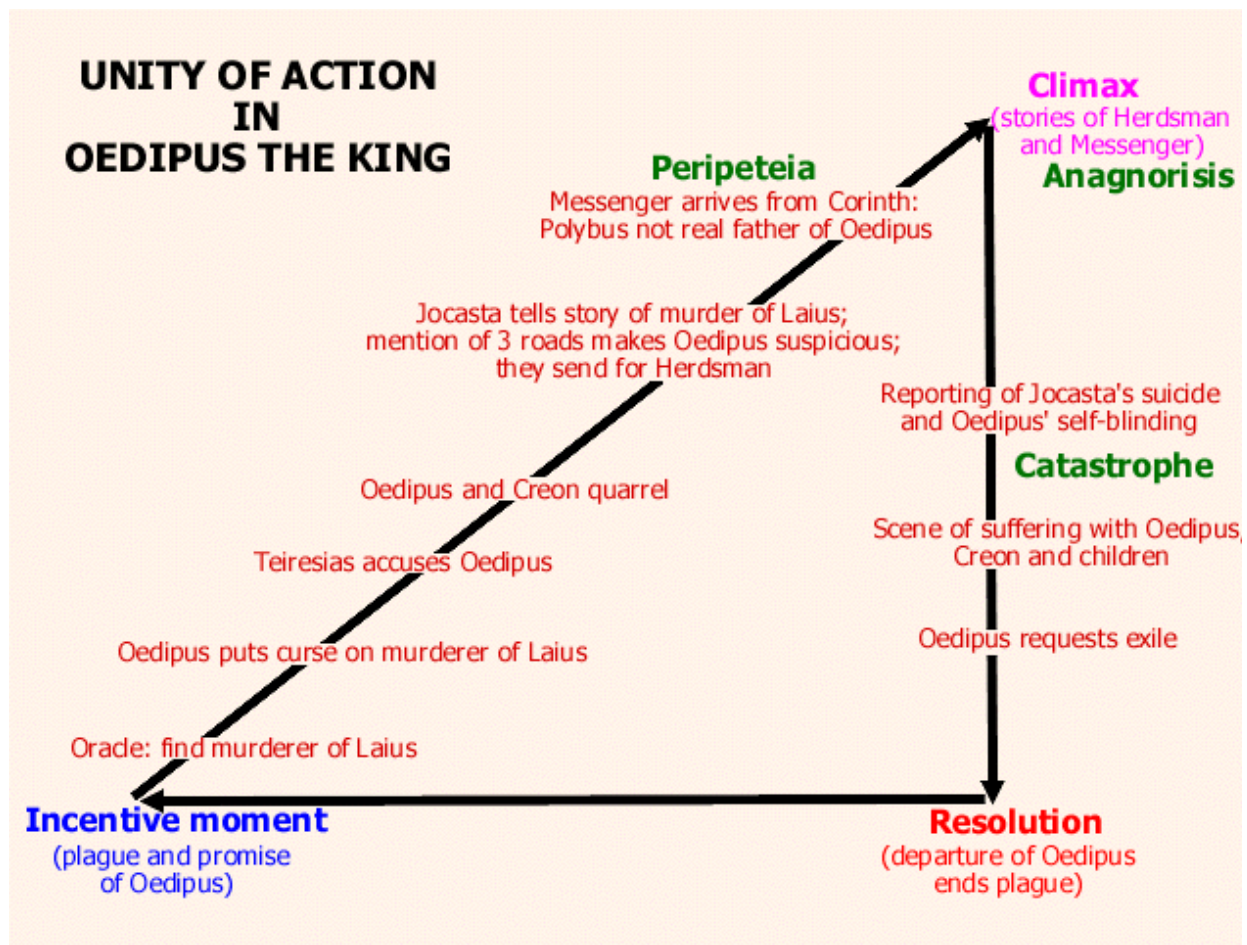 UNITY OF ACTION
IN
OEDIPUS THE KING
Climax
(stories of Herdsman
and Messenger)
Anagnorisis
Peripeteia
Messenger arrives from Corinth:
Polybus not real father of Oedipus
Jocasta tells story of murder of Laius;
mention of 3 roads makes Oedipus suspicious;
they send for Herdsman
Reporting of Jocasta's suicide
and Oedipus' self-blinding
Catastrophe
Oedipus and Creon quarrel
Scene of suffering with Oedipus,
Creon and children
Teiresias accuses Oedipus
Oedipus requests exile
Oedipus puts curse on murderer of Laius
Oracle: find murderer of Laius
Incentive moment
(plague and promise
of Oedipus)
Resolution
(departure of Oedipus
ends plague)